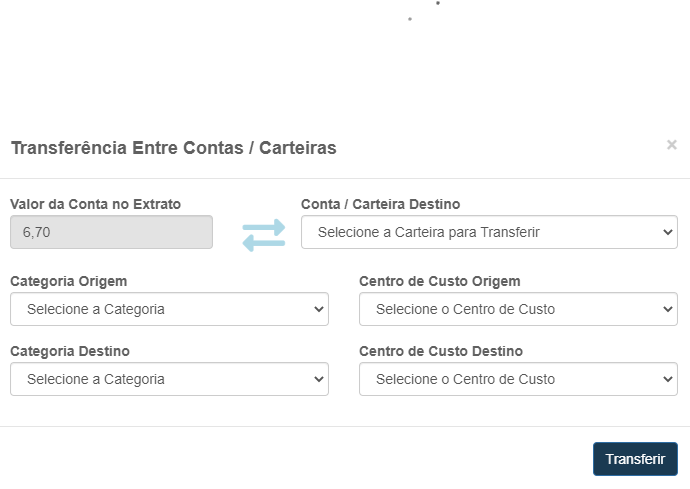 Transferência Entre Contas / Carteiras
×
Valor da Conta no Extrato
6,70
Conta / Carteira Destino
Selecione a Carteira para Transferir
Categoria Origem
Selecione a Categoria
Centro de Custo Origem
Selecione o Centro de Custo
Categoria Destino
Selecione a Categoria
Centro de Custo Destino
Selecione o Centro de Custo
Transferir